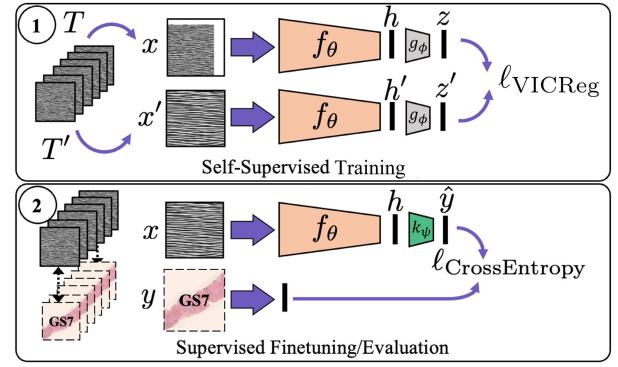 1
T
T′
x
x′
f_θ
f_θ
h
h′
g_ϕ
g_ϕ
z
z′
ℓ_VICReg
Self-Supervised Training
2
GS7
x
y
GS7
f_θ
h
k_ψ
ŷ
ℓ_CrossEntropy
Supervised Finetuning/Evaluation